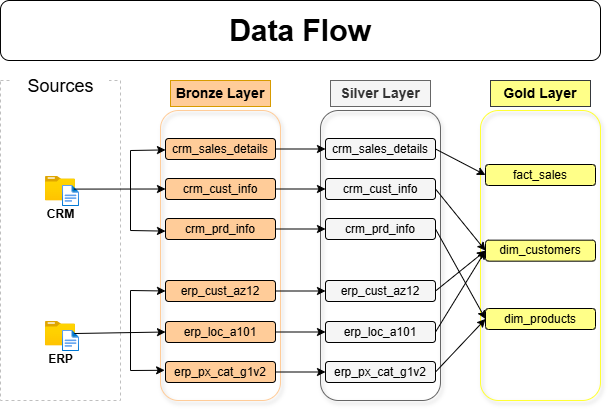 Data Flow
Sources
Bronze Layer
Silver Layer
Gold Layer
CRM
ERP
crm_sales_details
crm_cust_info
crm_prd_info
erp_cust_az12
erp_loc_a101
erp_px_cat_g1v2
crm_sales_details
crm_cust_info
crm_prd_info
erp_cust_az12
erp_loc_a101
erp_px_cat_g1v2
fact_sales
dim_customers
dim_products